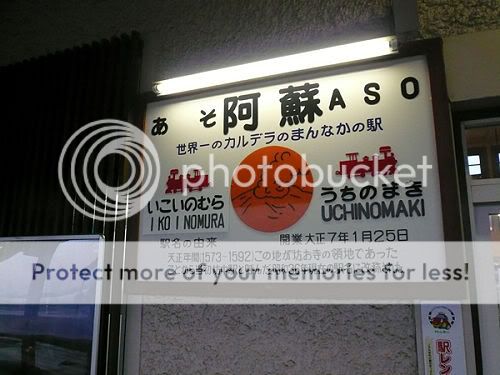 あそ 阿蘇 ASO
世界一のカルデラのまんなかの駅
いこいのむら
IKOINOMURA
うちのまき
UCHINOMAKI
駅名の由来
開業大正7年1月25日
天正年間(1573-1592)この地が坊おきの領地であった
photobucket
Protect more of your memories for less!
駅レン